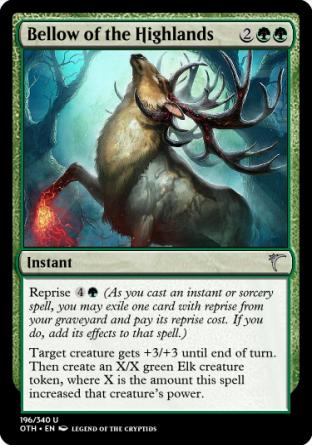 Bellow of the Highlands 2
Instant
Reprise 4 (As you cast an instant or sorcery
spell, you may exile one card with reprise from
your graveyard and pay its reprise cost. If you
do, add its effects to that spell.)
Target creature gets +3/+3 until end of turn.
Then create an X/X green Elk creature
token, where X is the amount this spell
increased that creature's power.
196/340 U
OTH • EN LEGEND OF THE CRYPTIDS